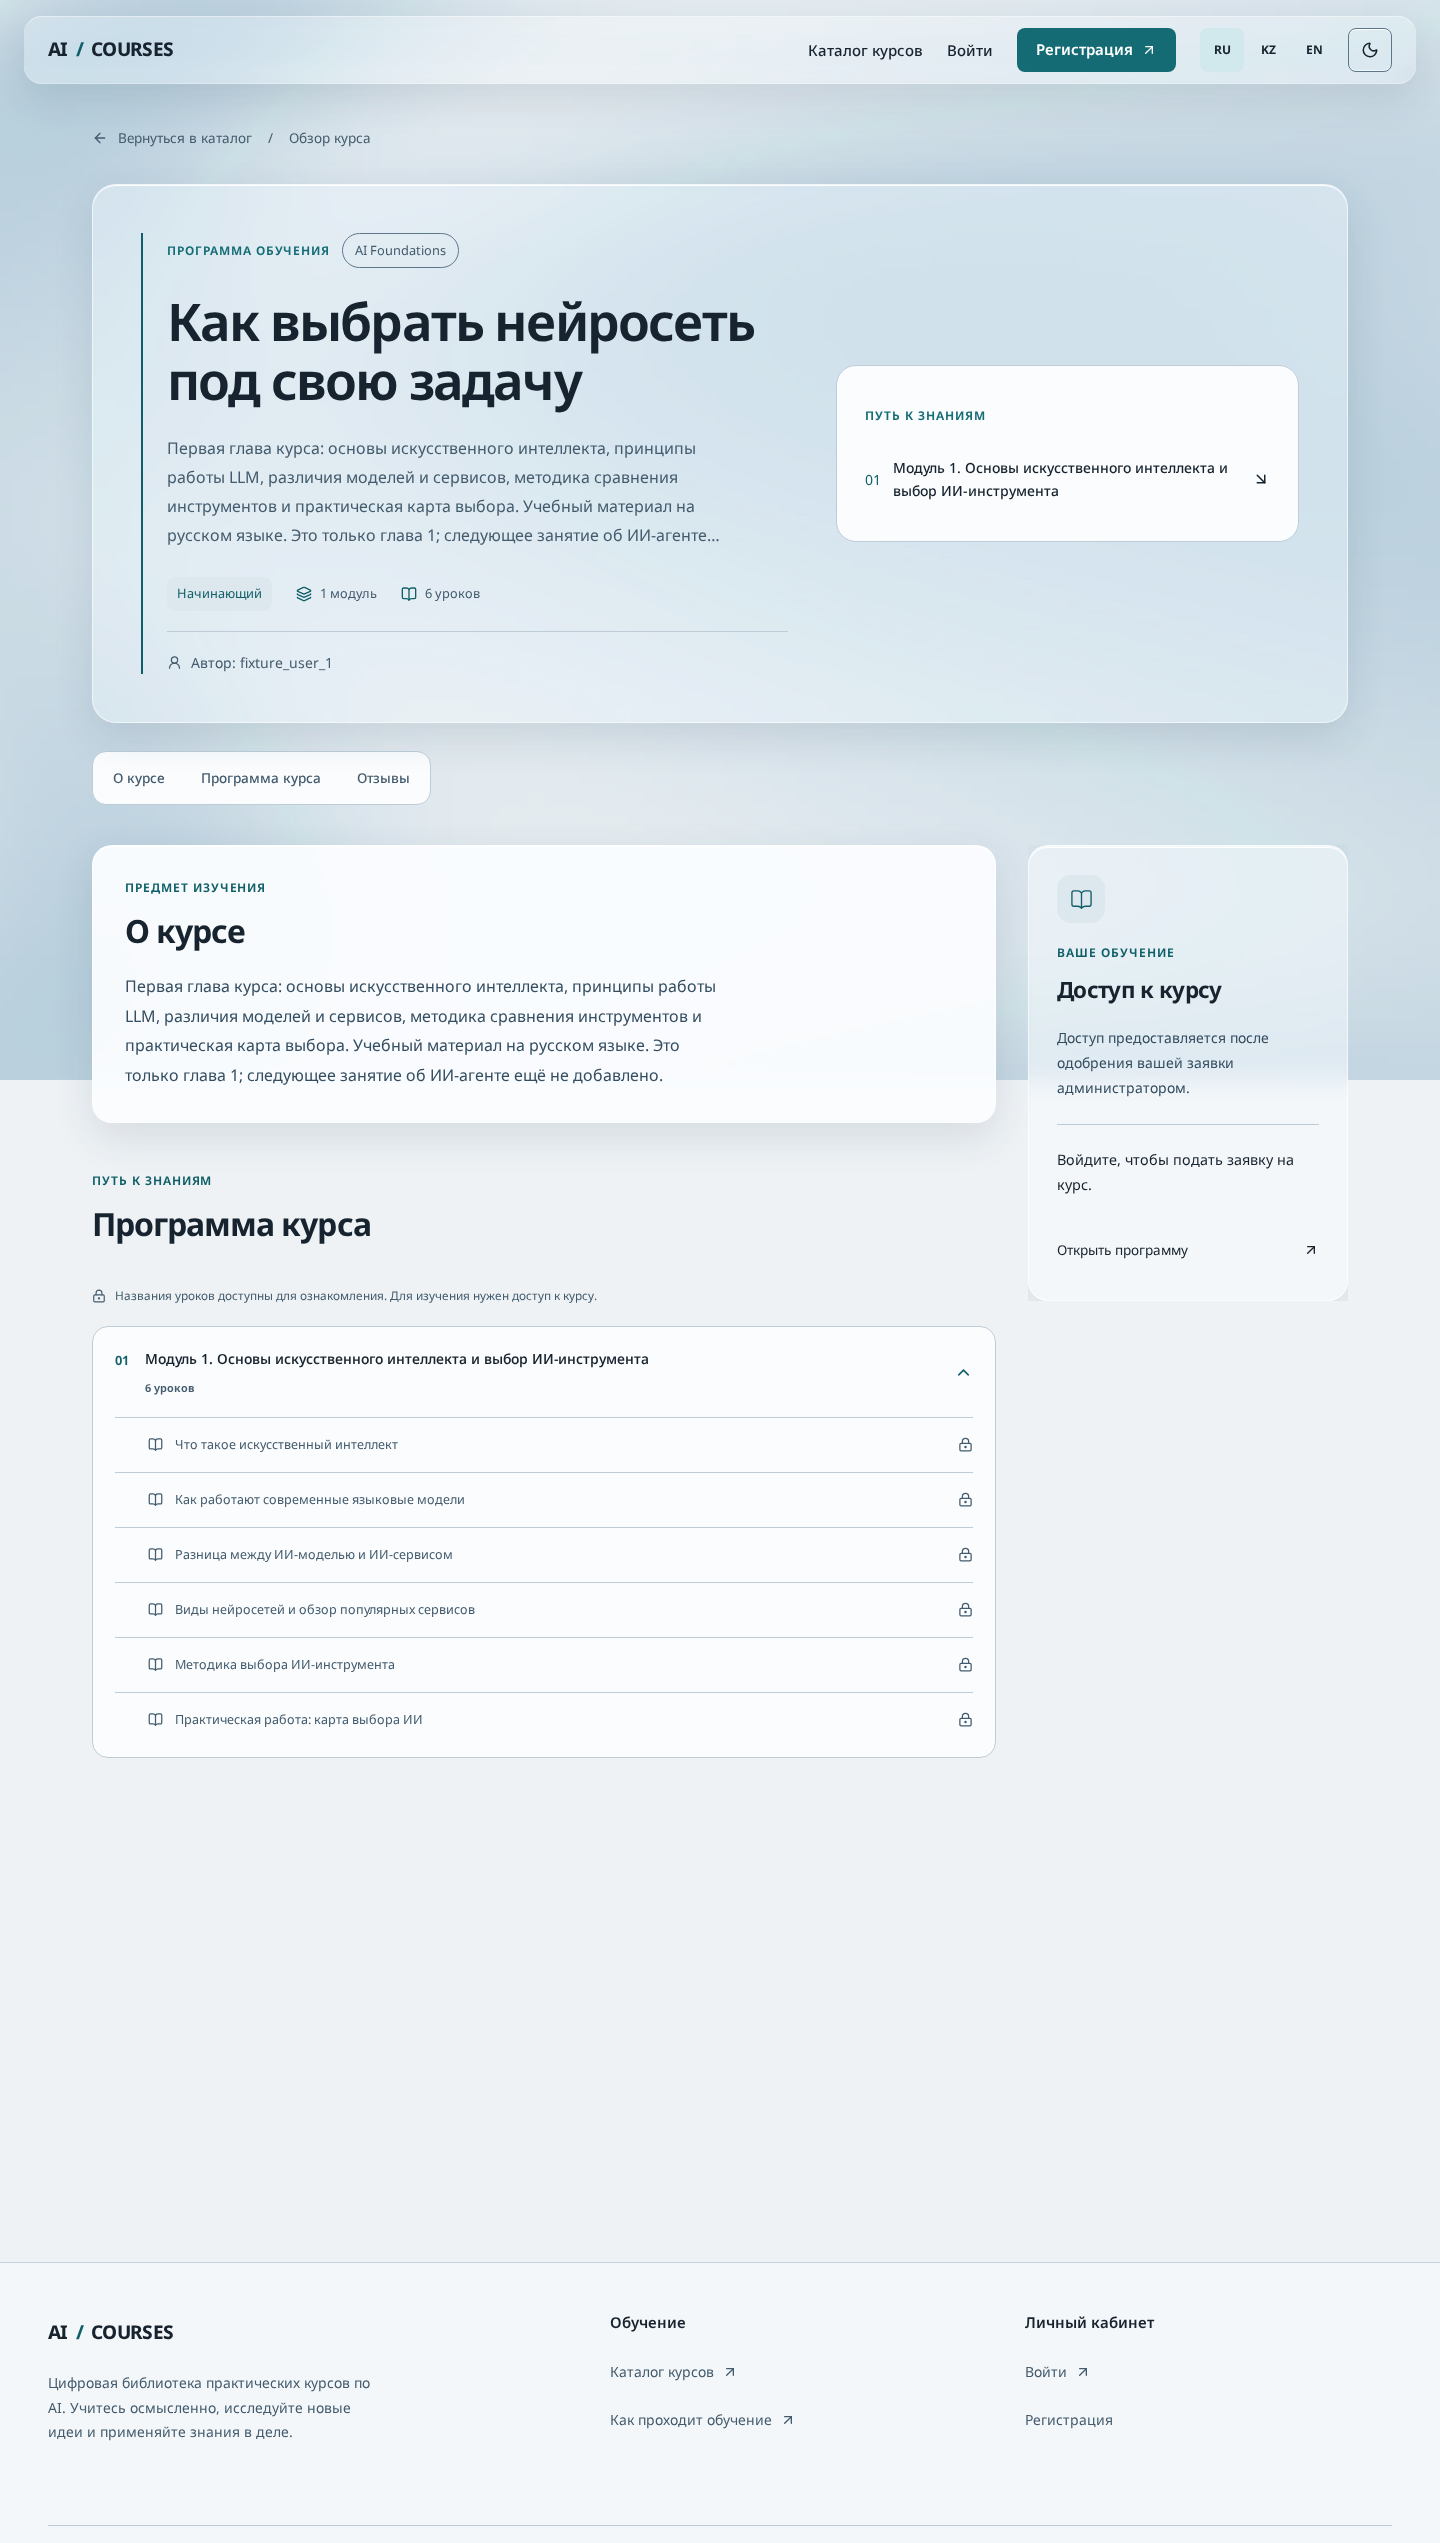 AI / COURSES
Каталог курсов
Войти
Регистрация
RU
KZ
EN
Вернуться в каталог / Обзор курса
ПРОГРАММА ОБУЧЕНИЯ
AI Foundations
Как выбрать нейросеть
под свою задачу
Первая глава курса: основы искусственного интеллекта, принципы
работы LLM, различия моделей и сервисов, методика сравнения
инструментов и практическая карта выбора. Учебный материал на
русском языке. Это только глава 1; следующее занятие об ИИ-агенте…
Начинающий
1 модуль
6 уроков
Автор: fixture_user_1
ПУТЬ К ЗНАНИЯМ
01
Модуль 1. Основы искусственного интеллекта и
выбор ИИ-инструмента
О курсе
Программа курса
Отзывы
ПРЕДМЕТ ИЗУЧЕНИЯ
О курсе
Первая глава курса: основы искусственного интеллекта, принципы работы
LLM, различия моделей и сервисов, методика сравнения инструментов и
практическая карта выбора. Учебный материал на русском языке. Это
только глава 1; следующее занятие об ИИ-агенте ещё не добавлено.
ВАШЕ ОБУЧЕНИЕ
Доступ к курсу
Доступ предоставляется после
одобрения вашей заявки
администратором.
Войдите, чтобы подать заявку на
курс.
Открыть программу
ПУТЬ К ЗНАНИЯМ
Программа курса
Названия уроков доступны для ознакомления. Для изучения нужен доступ к курсу.
01 Модуль 1. Основы искусственного интеллекта и выбор ИИ-инструмента
6 уроков
Что такое искусственный интеллект
Как работают современные языковые модели
Разница между ИИ-моделью и ИИ-сервисом
Виды нейросетей и обзор популярных сервисов
Методика выбора ИИ-инструмента
Практическая работа: карта выбора ИИ
AI / COURSES
Цифровая библиотека практических курсов по
AI. Учитесь осмысленно, исследуйте новые
идеи и применяйте знания в деле.
Обучение
Каталог курсов
Как проходит обучение
Личный кабинет
Войти
Регистрация